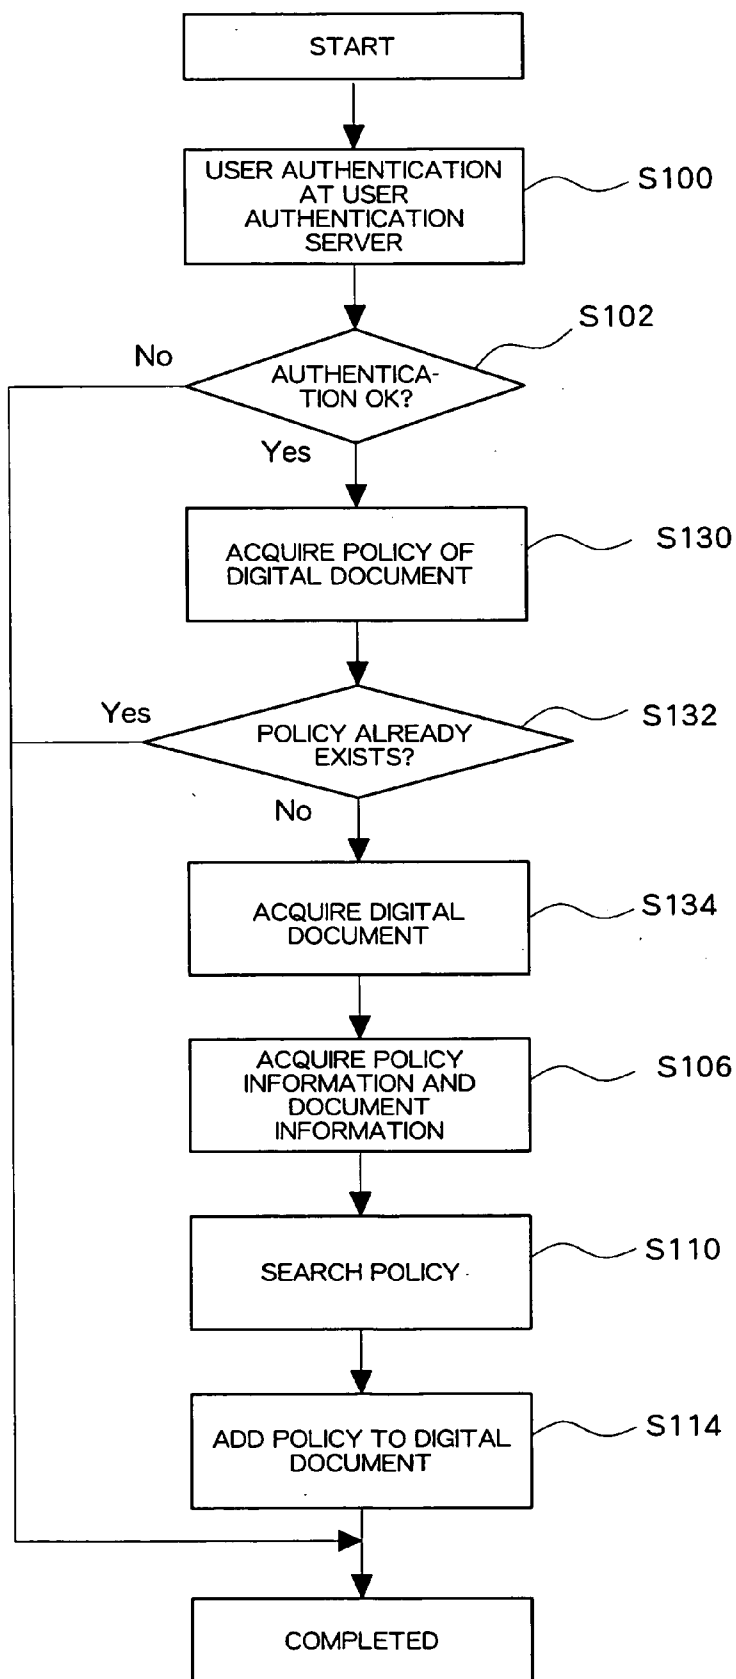 START
USER AUTHENTICATION
AT USER
AUTHENTICATION
SERVER
S100
S102
No
AUTHENTICA-
TION OK?
Yes
ACQUIRE POLICY OF
DIGITAL DOCUMENT
S130
Yes
POLICY ALREADY
EXISTS?
S132
No
ACQUIRE DIGITAL
DOCUMENT
S134
ACQUIRE POLICY
INFORMATION AND
DOCUMENT
INFORMATION
S106
SEARCH POLICY
S110
ADD POLICY TO DIGITAL
DOCUMENT
S114
COMPLETED